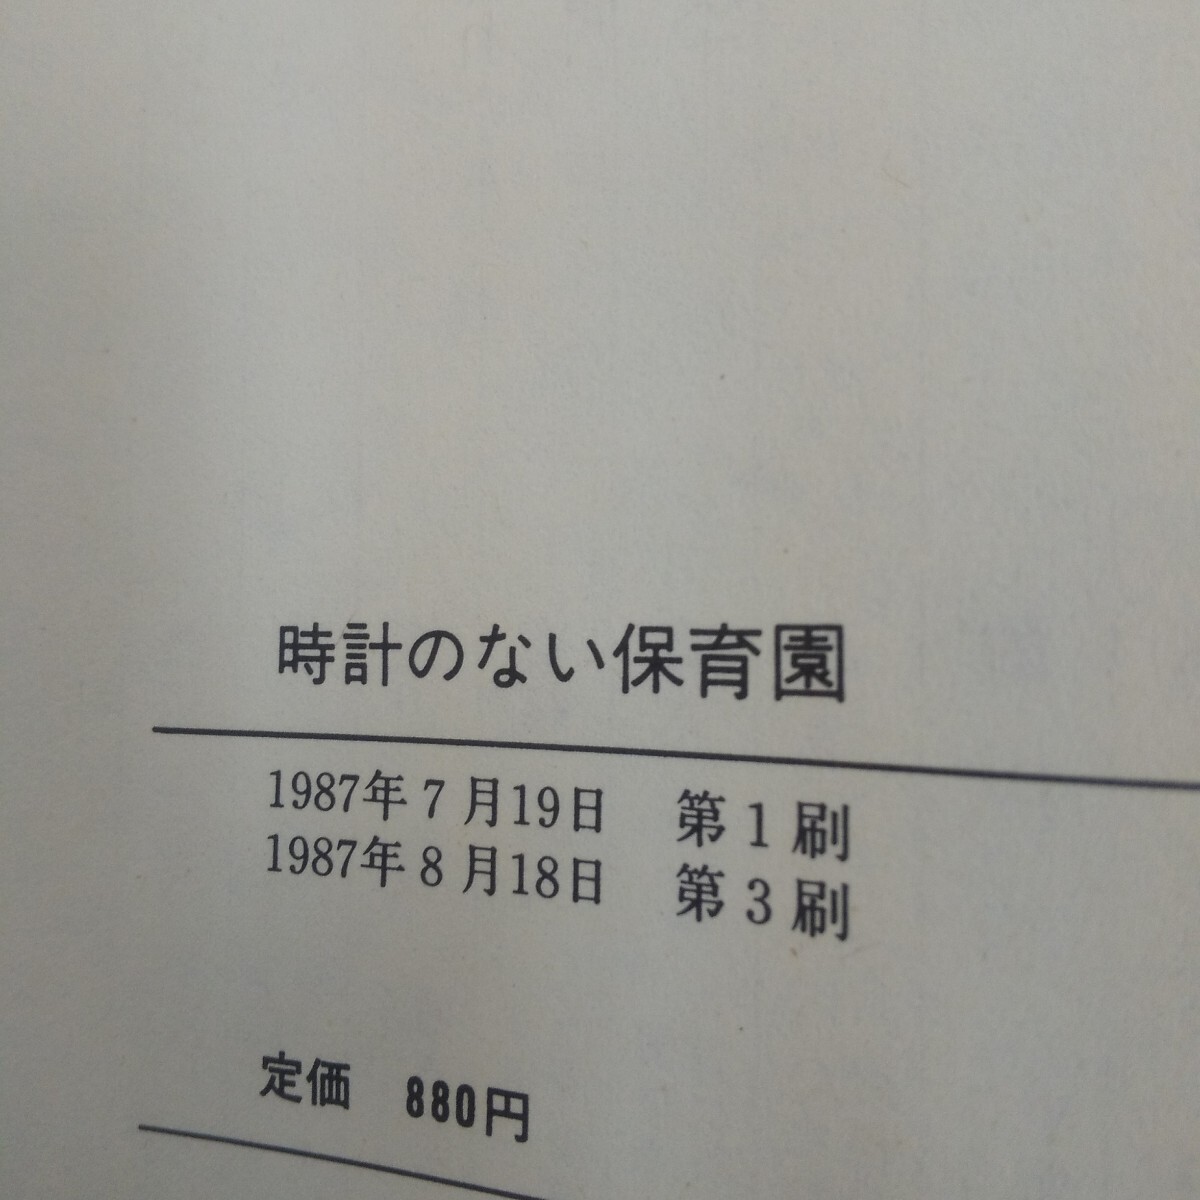 時計のない保育園
1987年7月19日 第1刷
1987年8月18日 第3刷
定価 880円